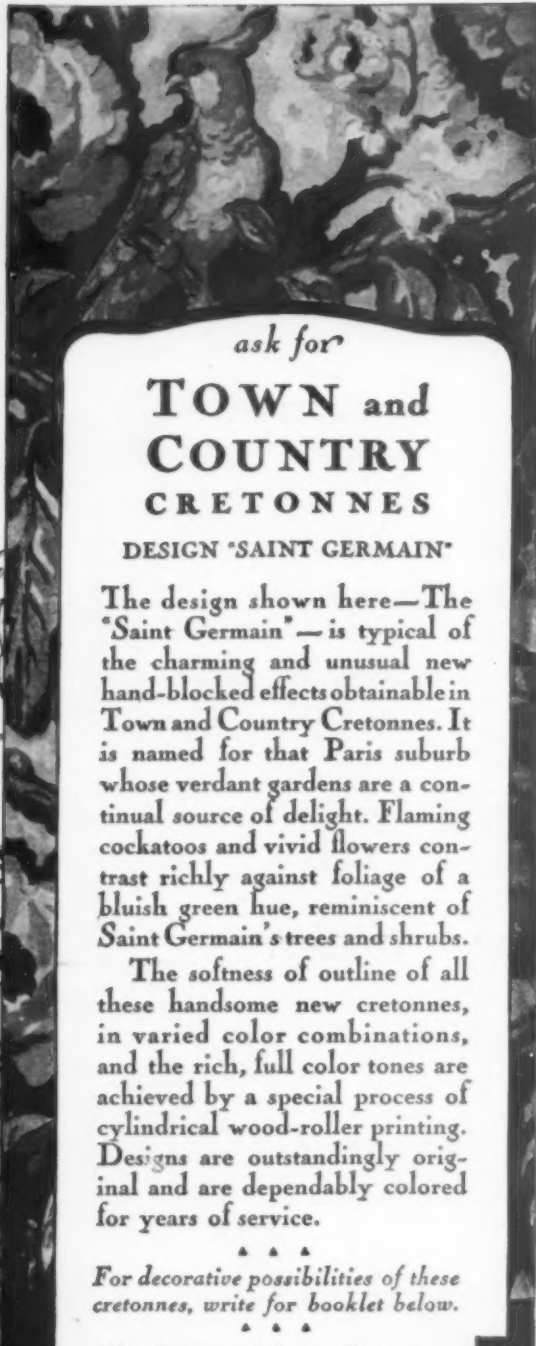 ask for
TOWN and
COUNTRY
CRETONNES
DESIGN "SAINT GERMAIN"
The design shown here—The
"Saint Germain"—is typical of
the charming and unusual new
hand-blocked effects obtainable in
Town and Country Cretonnes. It
is named for that Paris suburb
whose verdant gardens are a con-
tinual source of delight. Flaming
cockatoos and vivid flowers con-
trast richly against foliage of a
bluish green hue, reminiscent of
Saint Germain's trees and shrubs.
The softness of outline of all
these handsome new cretonnes,
in varied color combinations,
and the rich, full color tones are
achieved by a special process of
cylindrical wood-roller printing.
Designs are outstandingly orig-
inal and are dependably colored
for years of service.
▲ ▲ ▲
For decorative possibilities of these
cretonnes, write for booklet below.
▲ ▲ ▲